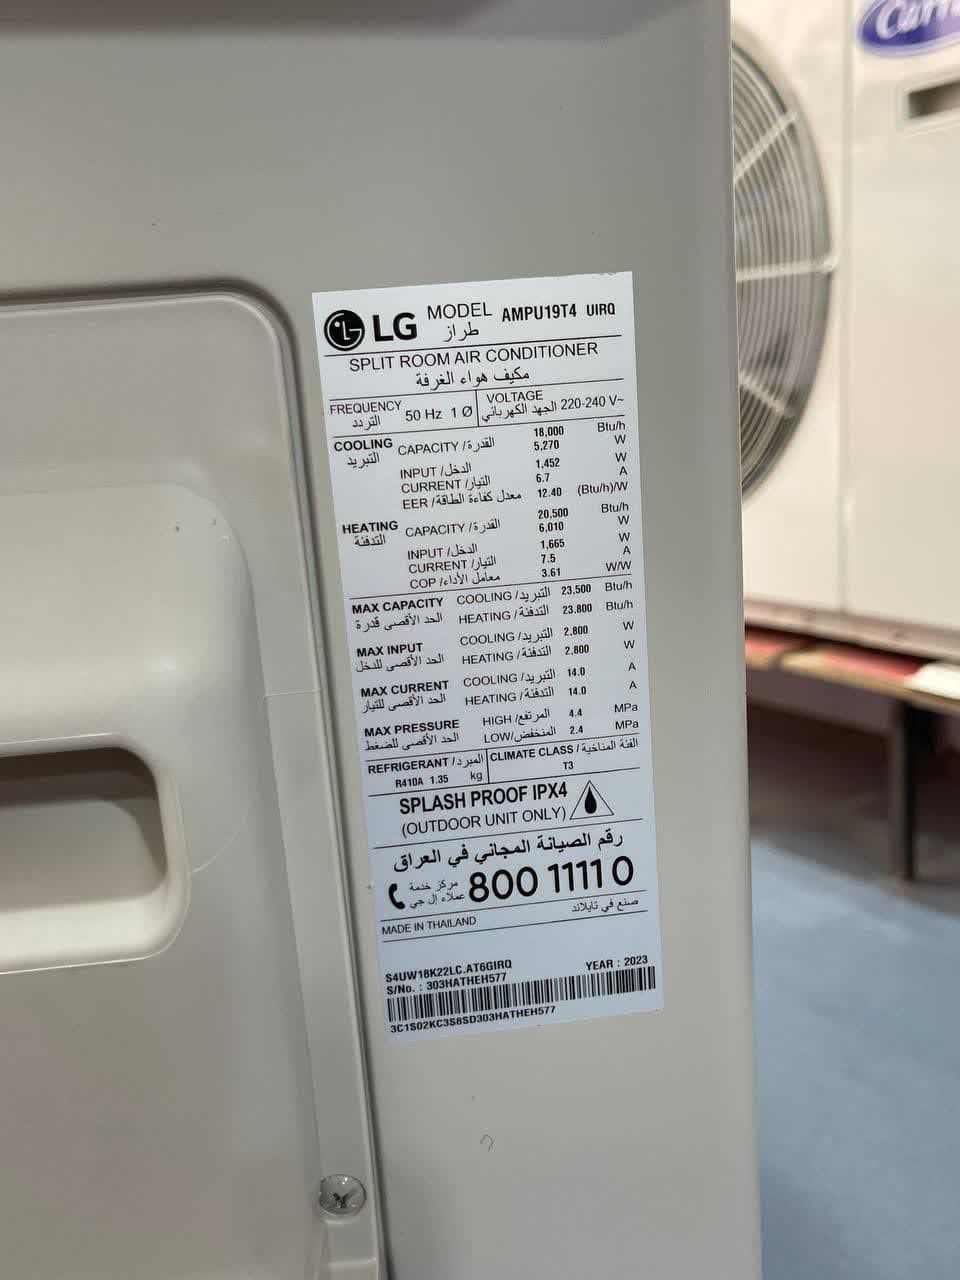 Carrier
LG MODEL AMPU19T4 UIRQ
طراز
SPLIT ROOM AIR CONDITIONER
مكيف هواء الغرفة
FREQUENCY التردد 50 Hz 1 Ø VOLTAGE الجهد الكهربائي 220-240 V~
COOLING التبريد CAPACITY / القدرة 18,000 Btu/h
5,270 W
INPUT / الدخل 1,452 W
CURRENT / التيار 6.7 A
EER / معدل كفاءة الطاقة 12.40 (Btu/h)/W
HEATING التدفئة CAPACITY / القدرة 20,500 Btu/h
6,010 W
INPUT / الدخل 1,665 W
CURRENT / التيار 7.5 A
COP / معامل الأداء 3.61 W/W
MAX CAPACITY COOLING / التبريد 23,500 Btu/h
الحد الأقصى قدرة HEATING / التدفئة 23.800 Btu/h
MAX INPUT COOLING / التبريد 2.800 W
الحد الأقصى للدخل HEATING / التدفئة 2.800 W
MAX CURRENT COOLING / التبريد 14.0 A
الحد الأقصى للتيار HEATING / التدفئة 14.0 A
MAX PRESSURE HIGH / المرتفع 4.4 MPa
الحد الأقصى للضغط LOW / المنخفض 2.4 MPa
REFRIGERANT / المبرد CLIMATE CLASS / الفئة المناخية
R410A 1.35 kg T3
SPLASH PROOF IPX4
(OUTDOOR UNIT ONLY)
رقم الصيانة المجاني في العراق
مركز خدمة عملاء إل جي 800 1111 0
MADE IN THAILAND صنع في تايلاند
S4UW18K22LC.AT6GIRQ YEAR : 2023
S/No. : 303HATHEH577
3C1S02KC3S8SD303HATHEH577